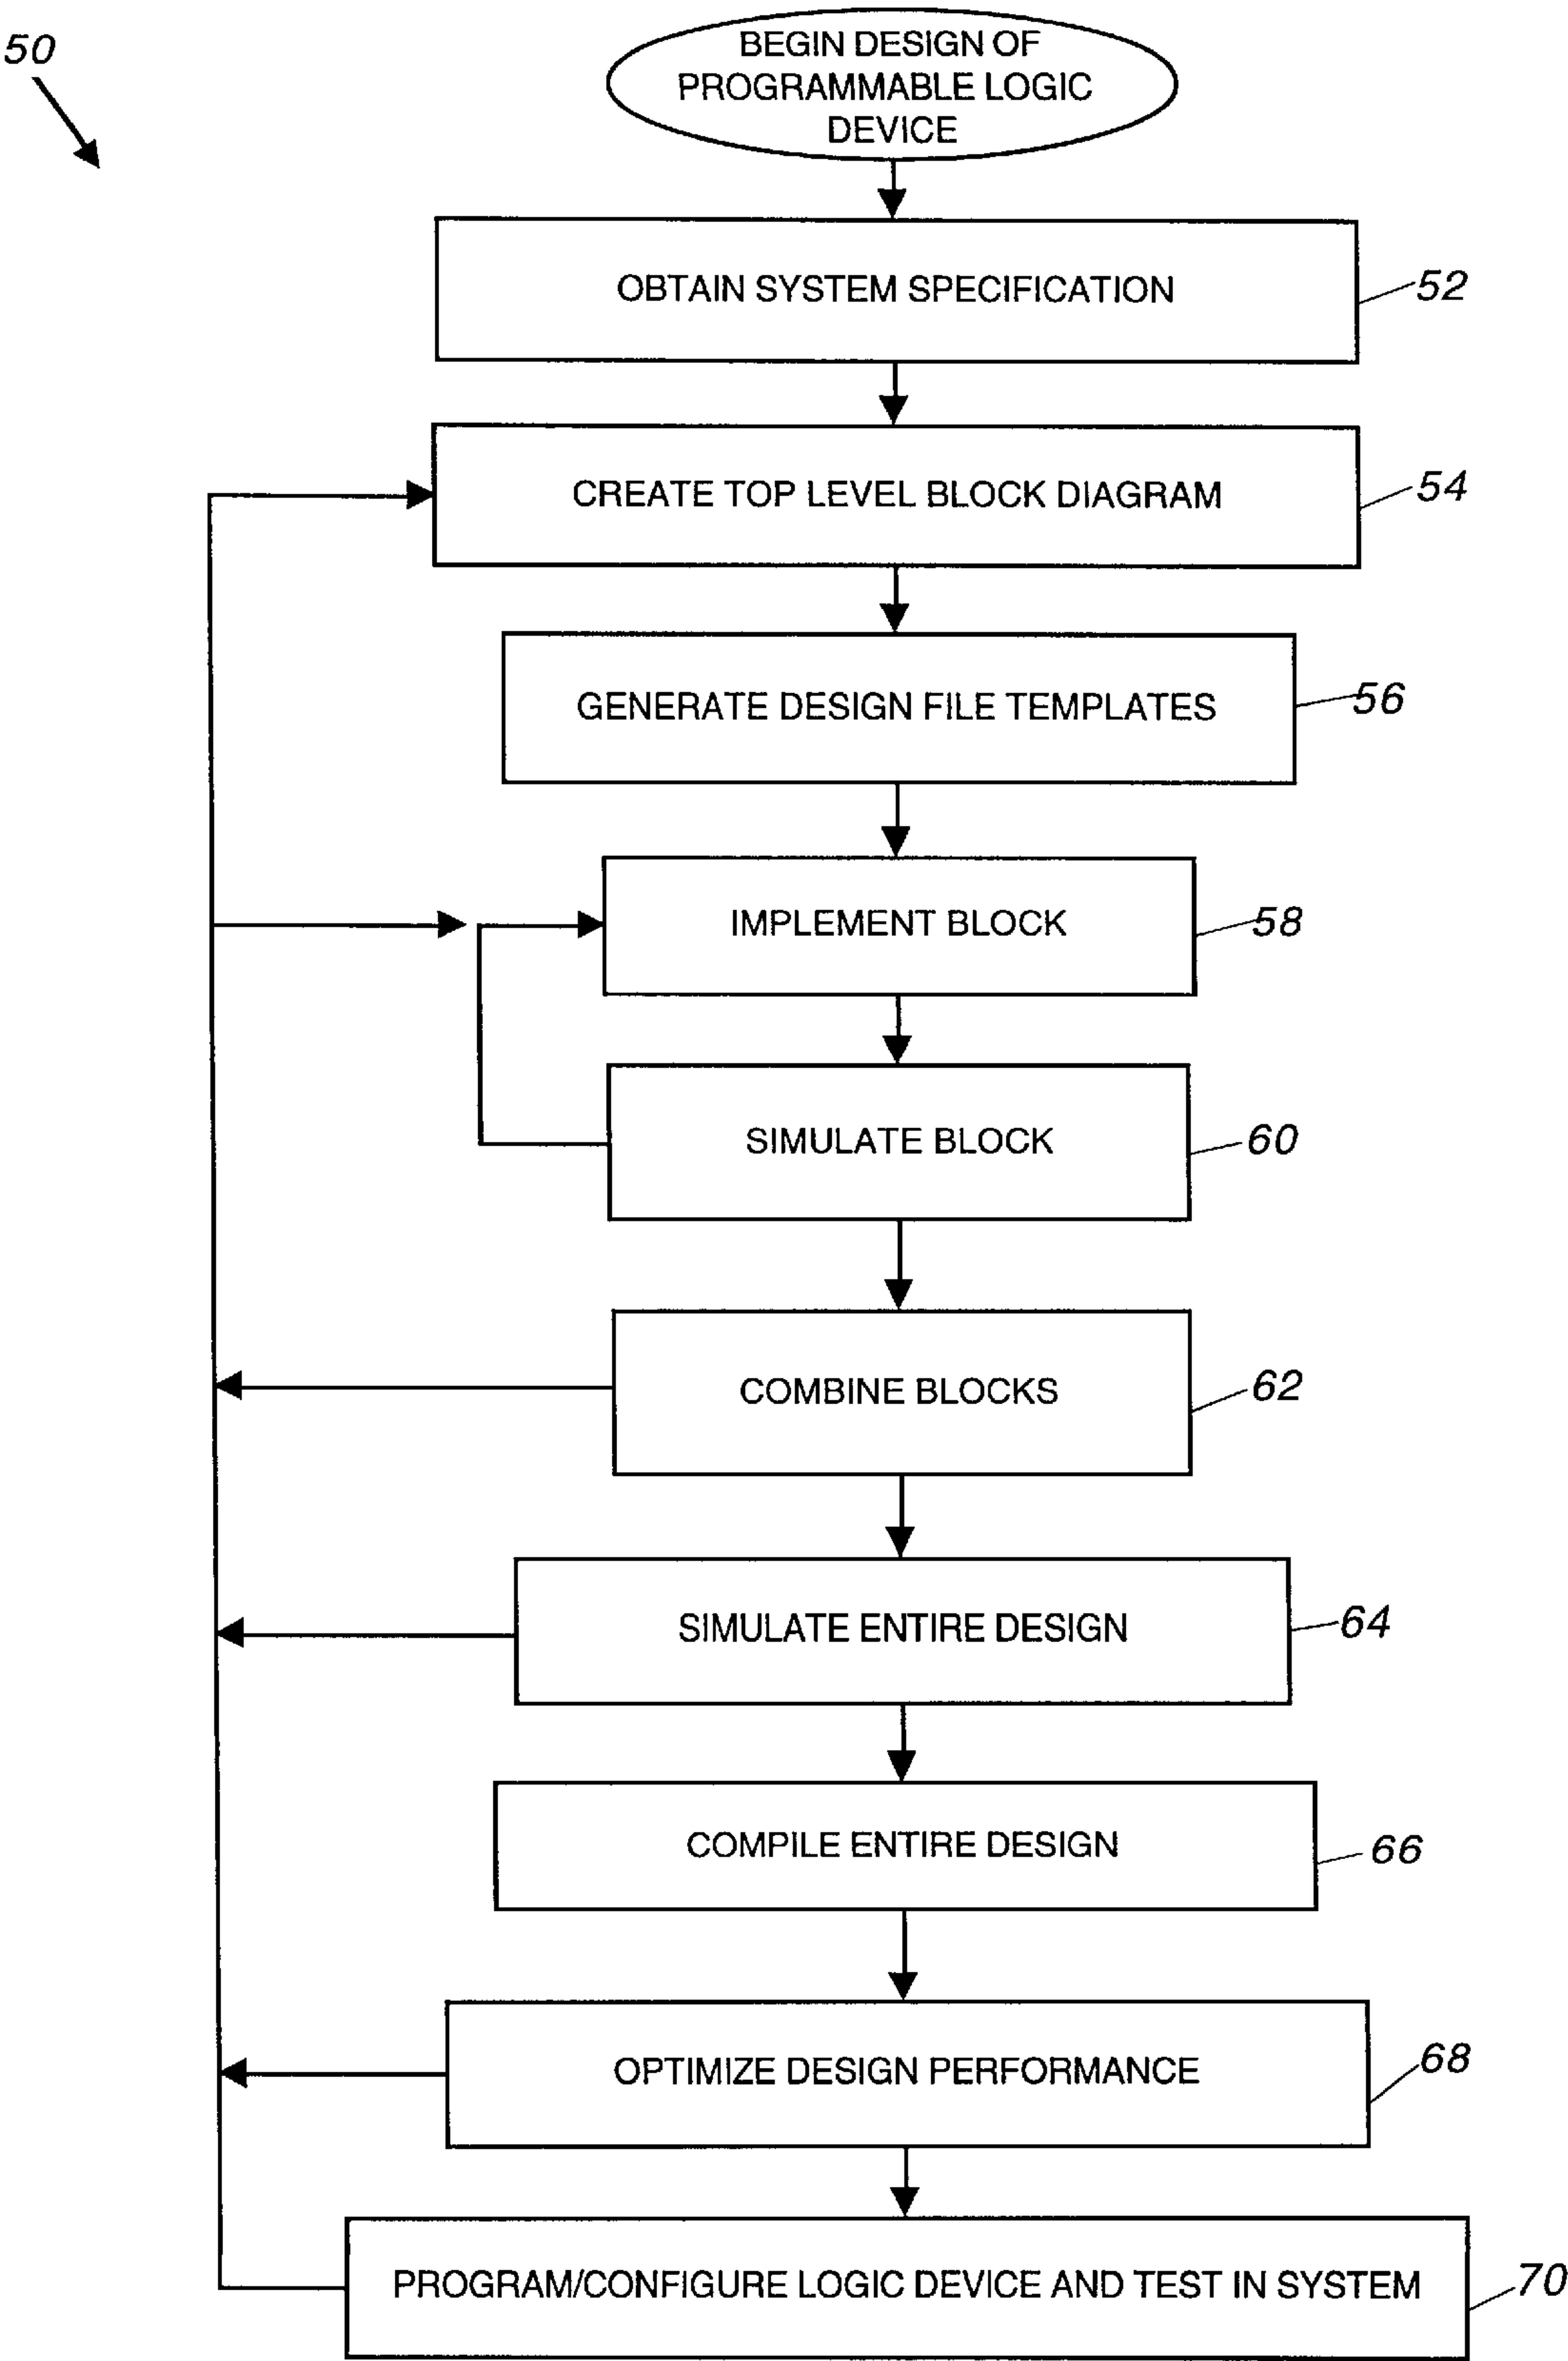 50
BEGIN DESIGN OF
PROGRAMMABLE LOGIC
DEVICE
OBTAIN SYSTEM SPECIFICATION
52
CREATE TOP LEVEL BLOCK DIAGRAM
54
GENERATE DESIGN FILE TEMPLATES
56
IMPLEMENT BLOCK
58
SIMULATE BLOCK
60
COMBINE BLOCKS
62
SIMULATE ENTIRE DESIGN
64
COMPILE ENTIRE DESIGN
66
OPTIMIZE DESIGN PERFORMANCE
68
PROGRAM/CONFIGURE LOGIC DEVICE AND TEST IN SYSTEM
70